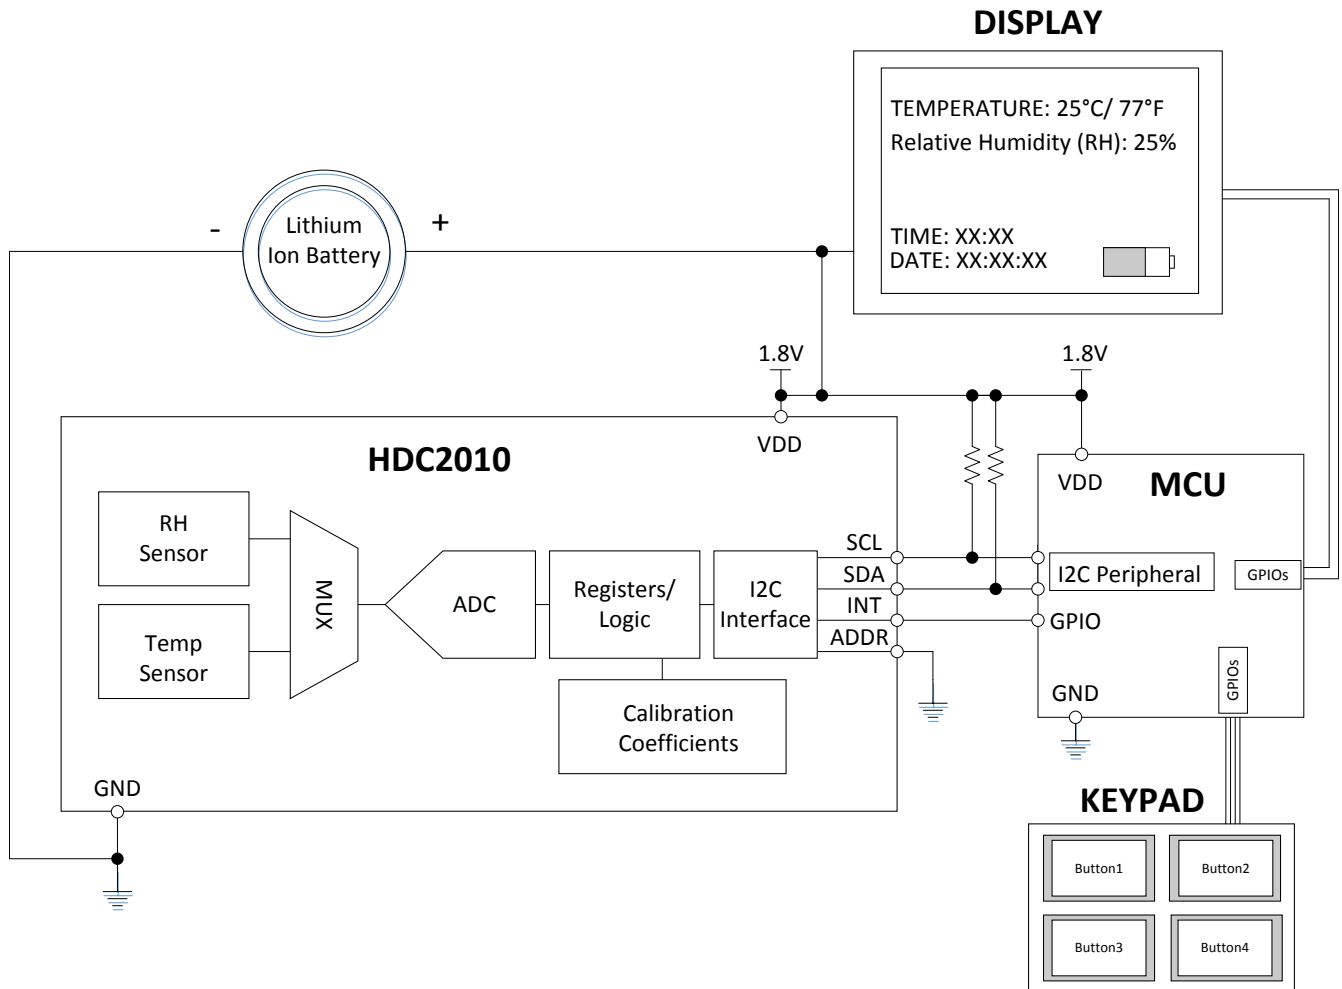 DISPLAY
TEMPERATURE: 25°C/ 77°F
Relative Humidity (RH): 25%
TIME: XX:XX
DATE: XX:XX:XX
-
Lithium
Ion Battery
+
1.8V
1.8V
VDD
HDC2010
VDD
MCU
RH
Sensor
Temp
Sensor
MUX
ADC
Registers/
Logic
I2C
Interface
Calibration
Coefficients
SCL
SDA
INT
ADDR
I2C Peripheral
GPIOs
GPIO
GPIOs
GND
GND
KEYPAD
Button1
Button2
Button3
Button4